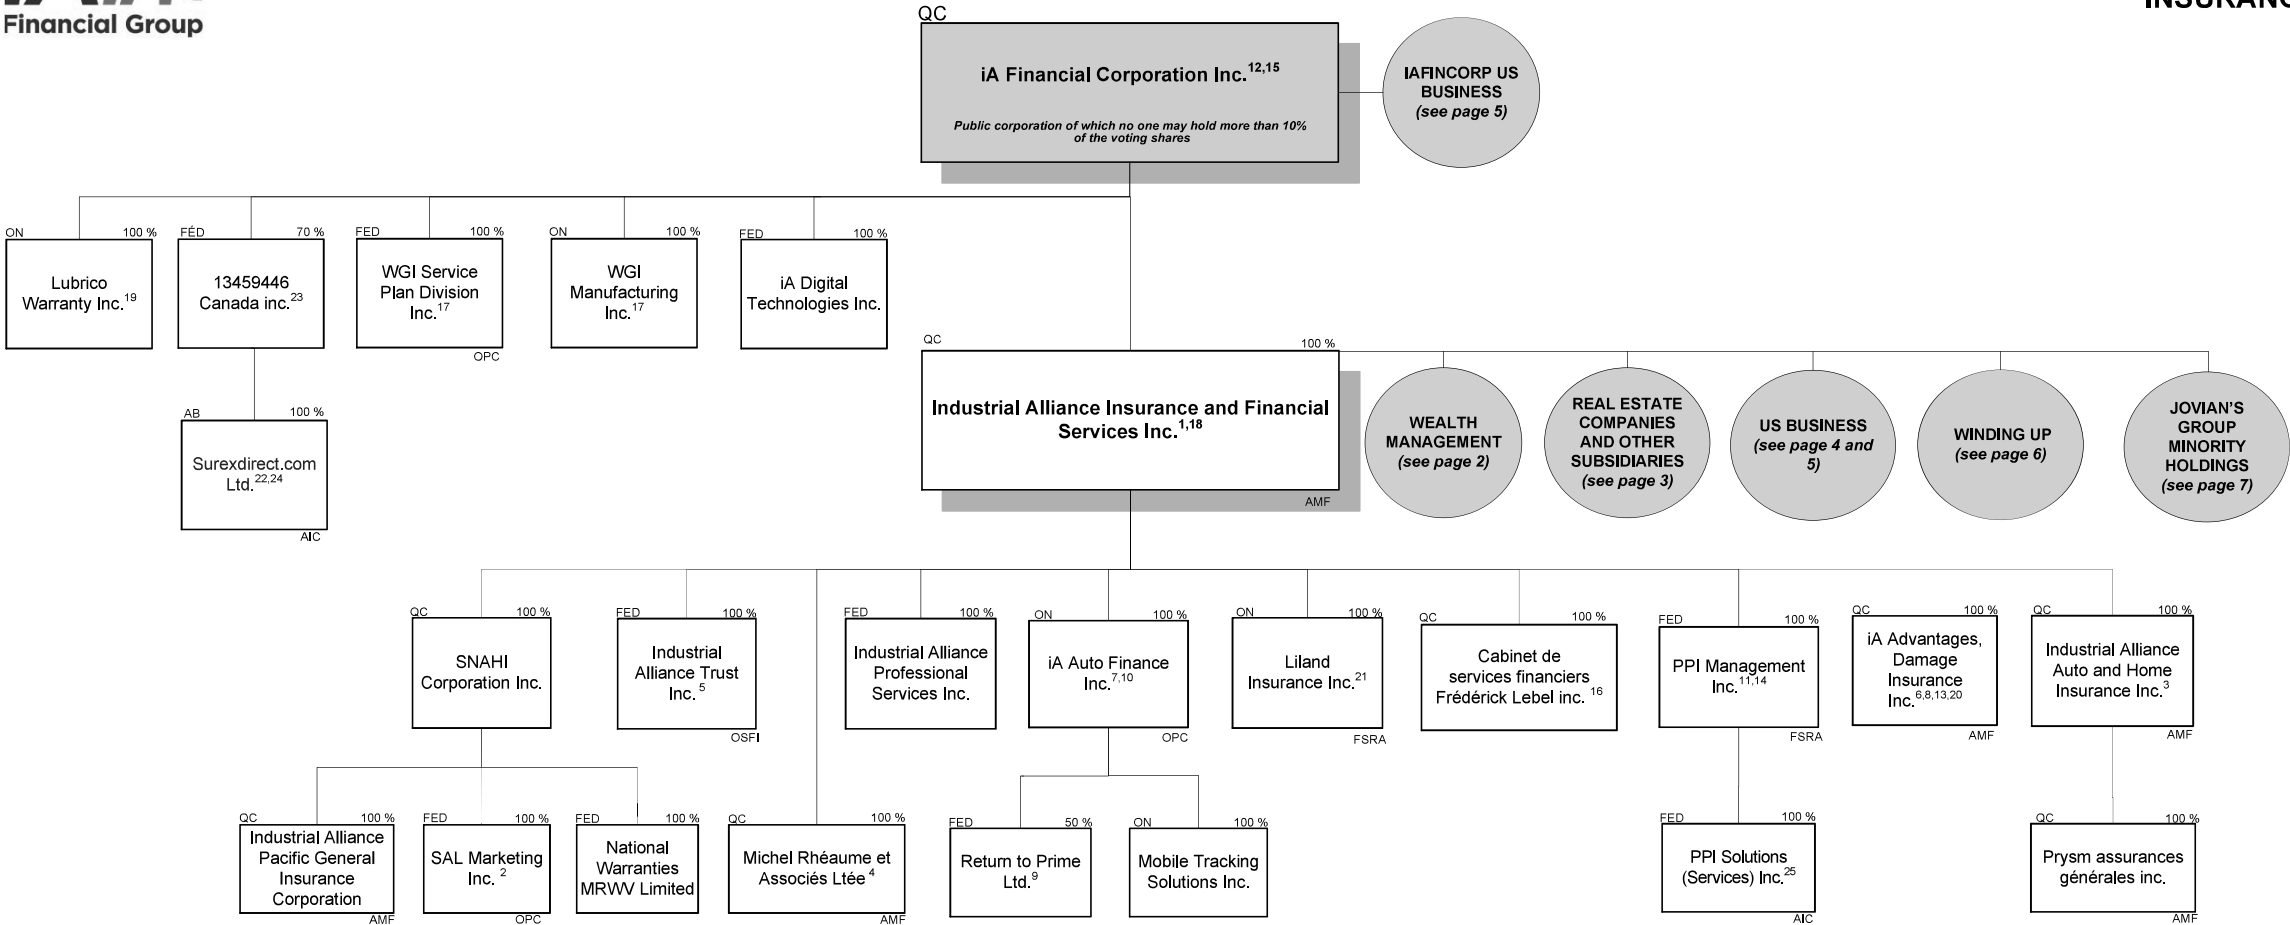 Financial Group
QC
iA Financial Corporation Inc.12,15
Public corporation of which no one may hold more than 10%
of the voting shares
IAFINCORP US
BUSINESS
(see page 5)
ON 100 %
Lubrico
Warranty Inc.19
FÉD 70 %
13459446
Canada inc.23
FED 100 %
WGI Service
Plan Division
Inc.17
OPC
ON 100 %
WGI
Manufacturing
Inc.17
FED 100 %
iA Digital
Technologies Inc.
AB 100 %
Surexdirect.com
Ltd.22,24
AIC
QC 100 %
Industrial Alliance Insurance and Financial
Services Inc.1,18
AMF
WEALTH
MANAGEMENT
(see page 2)
REAL ESTATE
COMPANIES
AND OTHER
SUBSIDIARIES
(see page 3)
US BUSINESS
(see page 4 and
5)
WINDING UP
(see page 6)
JOVIAN'S
GROUP
MINORITY
HOLDINGS
(see page 7)
QC 100 %
SNAHI
Corporation Inc.
FED 100 %
Industrial
Alliance Trust
Inc. 5
OSFI
FED 100 %
Industrial Alliance
Professional
Services Inc.
ON 100 %
iA Auto Finance
Inc.7,10
OPC
ON 100 %
Liland
Insurance Inc.21
FSRA
QC 100 %
Cabinet de
services financiers
Frédérick Lebel inc. 16
FED 100 %
PPI Management
Inc.11,14
FSRA
QC 100 %
iA Advantages,
Damage
Insurance
Inc.6,8,13,20
AMF
QC 100 %
Industrial Alliance
Auto and Home
Insurance Inc.3
AMF
QC 100 %
Industrial Alliance
Pacific General
Insurance
Corporation
AMF
FED 100 %
SAL Marketing
Inc. 2
OPC
FED 100 %
National
Warranties
MRWV Limited
QC 100 %
Michel Rhéaume et
Associés Ltée 4
AMF
FED 50 %
Return to Prime
Ltd.9
ON 100 %
Mobile Tracking
Solutions Inc.
FED 100 %
PPI Solutions
(Services) Inc.25
AIC
QC 100 %
Prysm assurances
générales inc.
AMF